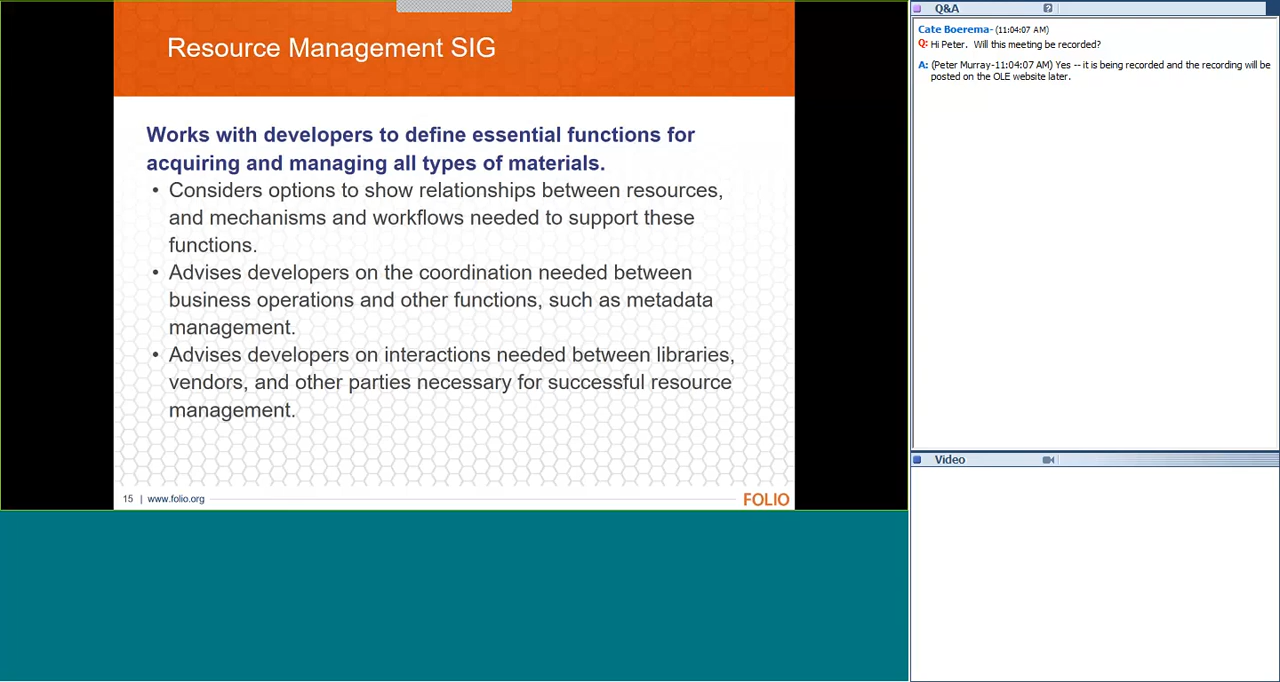 Resource Management SIG
Works with developers to define essential functions for
acquiring and managing all types of materials.
• Considers options to show relationships between resources,
and mechanisms and workflows needed to support these
functions.
• Advises developers on the coordination needed between
business operations and other functions, such as metadata
management.
• Advises developers on interactions needed between libraries,
vendors, and other parties necessary for successful resource
management.
15 | www.folio.org
FOLIO
Q&A
?
Cate Boerema- (11:04:07 AM)
Q: Hi Peter. Will this meeting be recorded?
A: (Peter Murray-11:04:07 AM) Yes -- it is being recorded and the recording will be
posted on the OLE website later.
Video